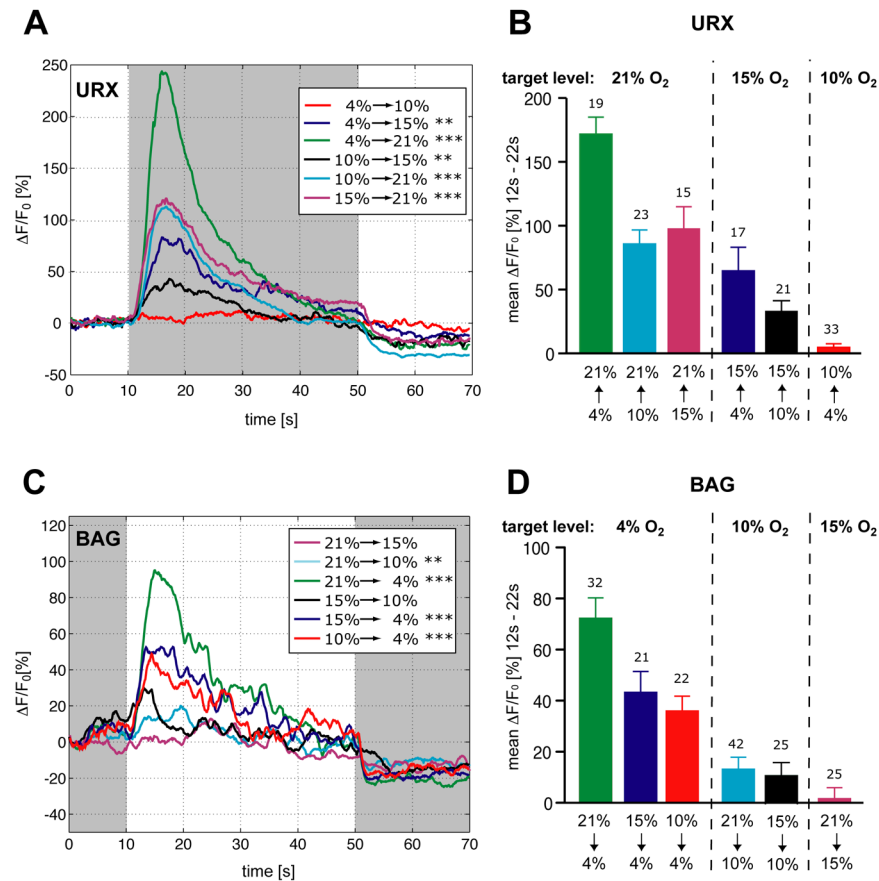 A
URX
ΔF/F₀ [%]
250
200
150
100
50
0
-50
0 10 20 30 40 50 60 70
time [s]
4%→10%
4%→15% **
4%→21% ***
10%→15% **
10%→21% ***
15%→21% ***
B
URX
target level: 21% O₂ 15% O₂ 10% O₂
mean ΔF/F₀ [%] 12s - 22s
200
150
100
50
0
19 23 15 17 21 33
21% 21% 21% 15% 15% 10%
↑ ↑ ↑ ↑ ↑ ↑
4% 10% 15% 4% 10% 4%
C
BAG
ΔF/F₀[%]
120
100
80
60
40
20
0
-20
-40
0 10 20 30 40 50 60 70
time [s]
21%→15%
21%→10% **
21%→ 4% ***
15%→10%
15%→ 4% ***
10%→ 4% ***
D
BAG
target level: 4% O₂ 10% O₂ 15% O₂
mean ΔF/F₀ [%] 12s - 22s
100
80
60
40
20
0
32 21 22 42 25 25
21% 15% 10% 21% 15% 21%
↓ ↓ ↓ ↓ ↓ ↓
4% 4% 4% 10% 10% 15%